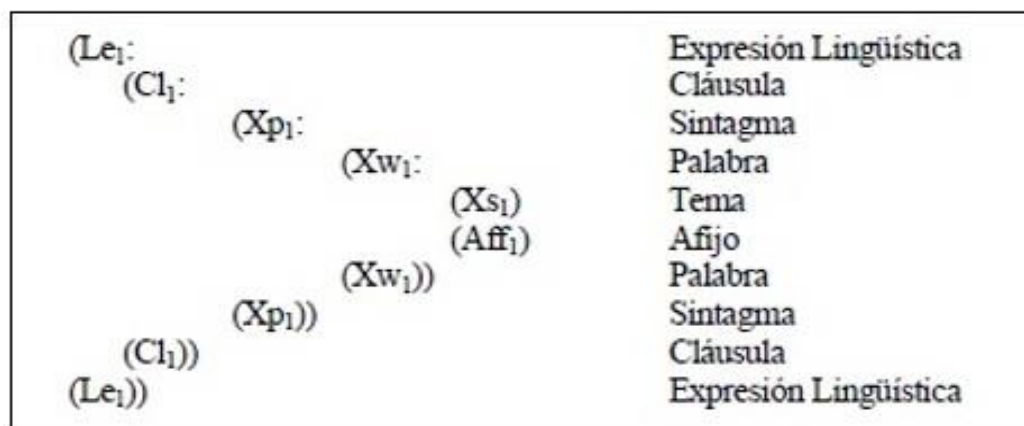 (Le₁: Expresión Lingüística
(Cl₁: Cláusula
(Xp₁: Sintagma
(Xw₁: Palabra
(Xs₁) Tema
(Aff₁) Afijo
(Xw₁)) Palabra
(Xp₁)) Sintagma
(Cl₁)) Cláusula
(Le₁)) Expresión Lingüística